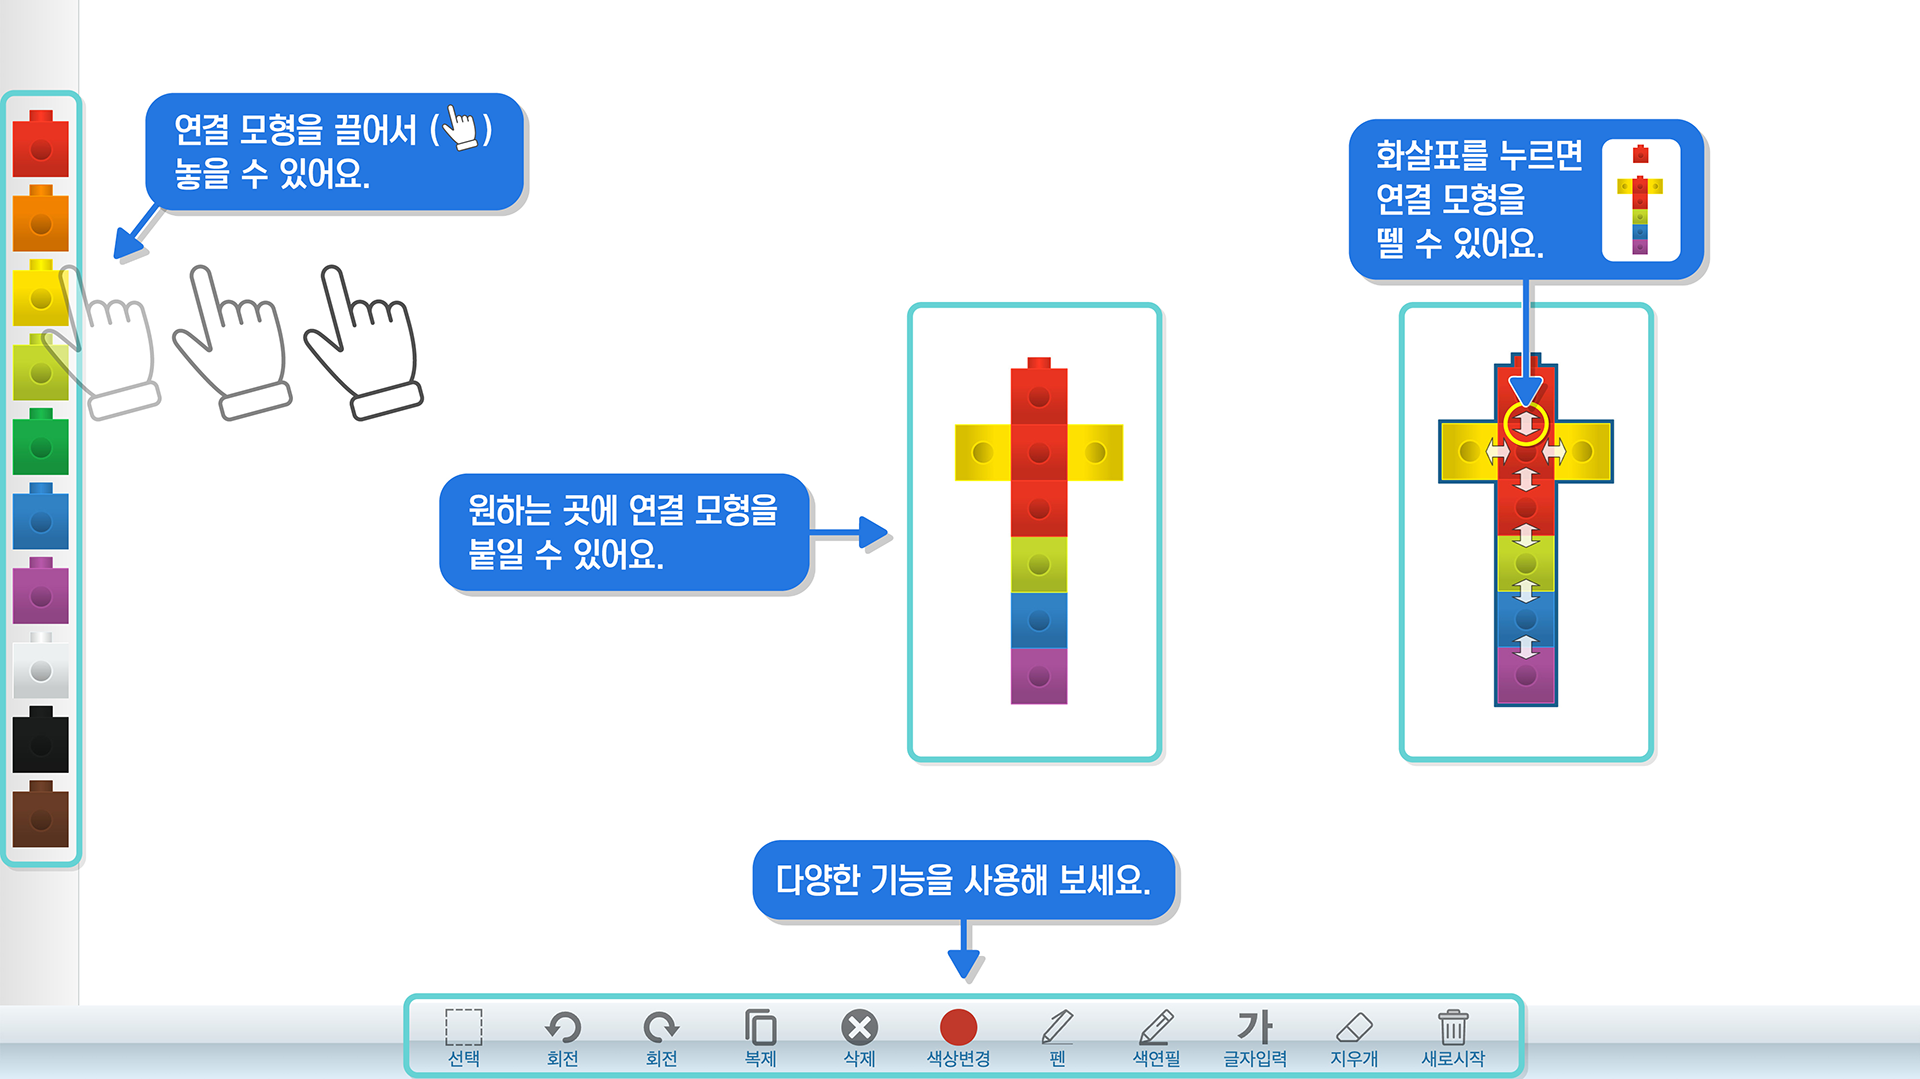 연결 모형을 끌어서 ( )
놓을 수 있어요.
화살표를 누르면
연결 모형을
뗄 수 있어요.
원하는 곳에 연결 모형을
붙일 수 있어요.
다양한 기능을 사용해 보세요.
선택
회전
회전
복제
삭제
색상변경
펜
색연필
가
글자입력
지우개
새로시작